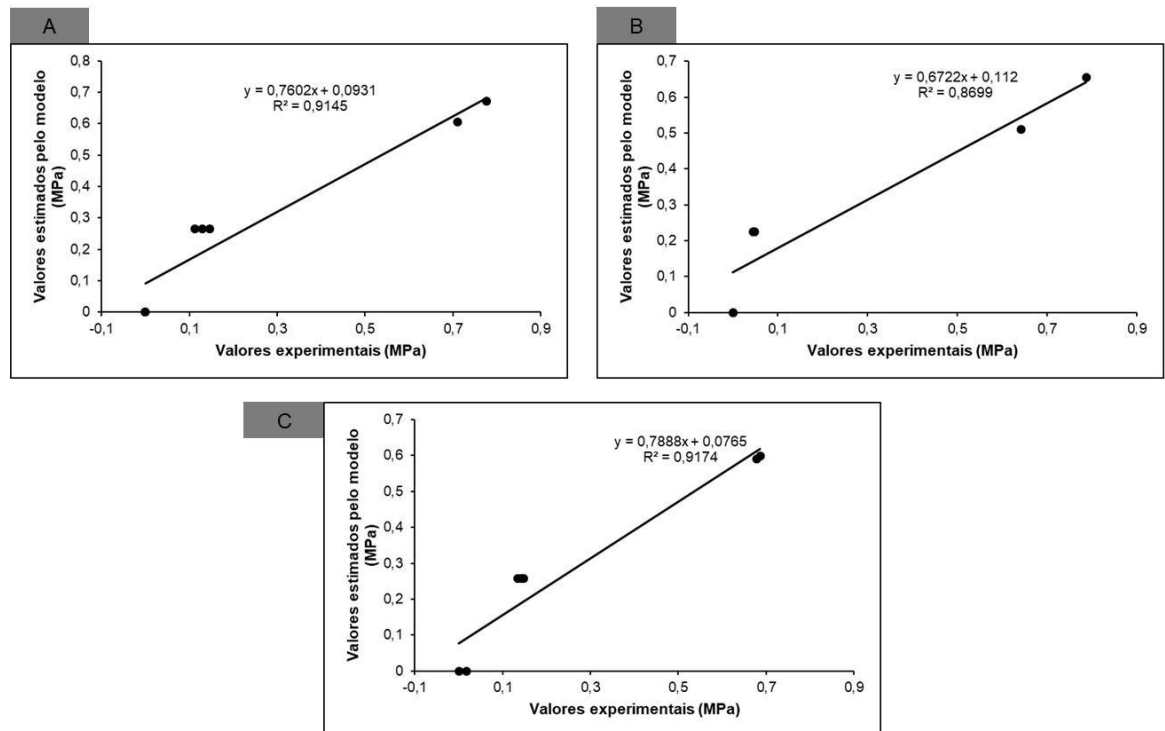 A
Valores estimados pelo modelo
(MPa)
0,8
0,7
0,6
0,5
0,4
0,3
0,2
0,1
0
y = 0,7602x + 0,0931
R² = 0,9145
-0,1
0,1
0,3
0,5
0,7
0,9
Valores experimentais (MPa)
B
Valores estimados pelo modelo
(MPa)
0,7
0,6
0,5
0,4
0,3
0,2
0,1
0
y = 0,6722x + 0,112
R² = 0,8699
-0,1
0,1
0,3
0,5
0,7
0,9
Valores experimentais (MPa)
C
Valores estimados pelo modelo
(MPa)
0,7
0,6
0,5
0,4
0,3
0,2
0,1
0
y = 0,7888x + 0,0765
R² = 0,9174
-0,1
0,1
0,3
0,5
0,7
0,9
Valores experimentais (MPa)